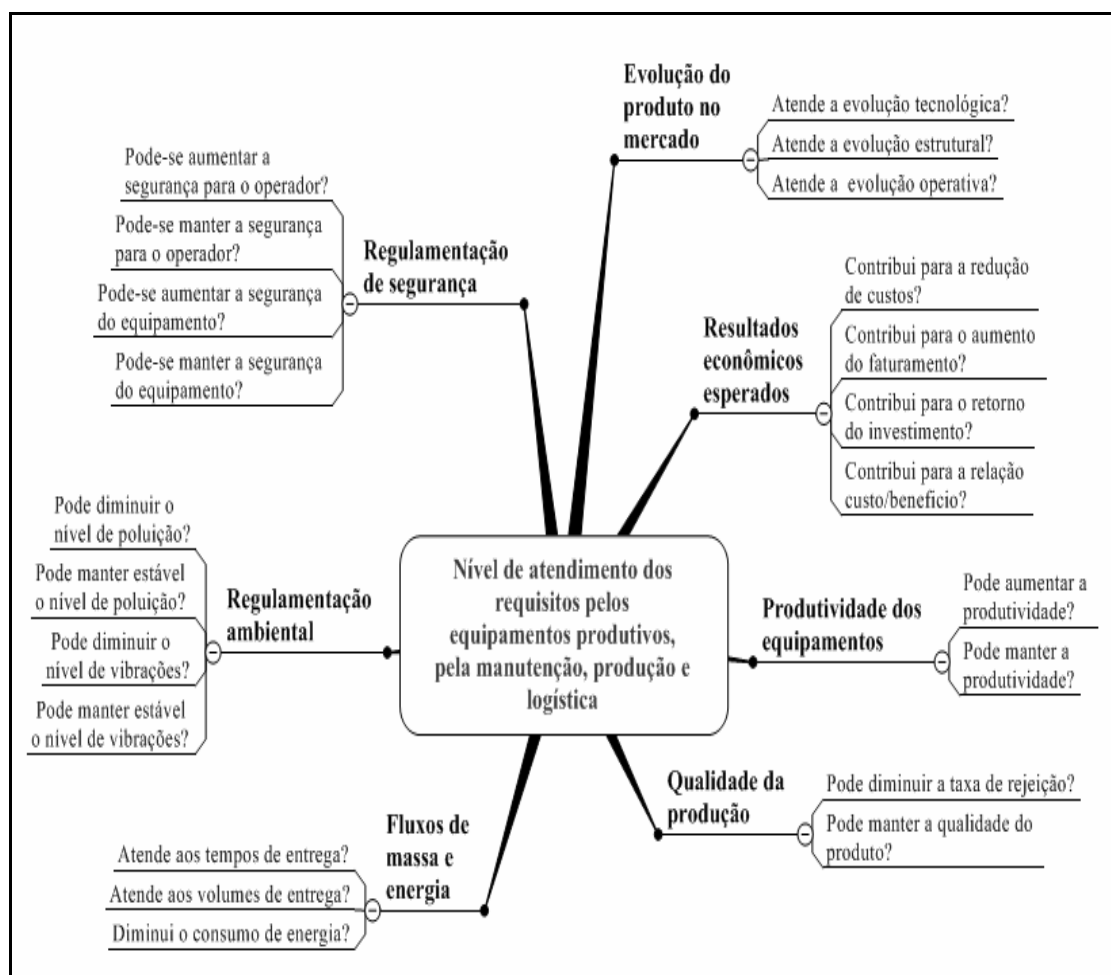 Evolução do
produto no
mercado
Atende a evolução tecnológica?
Atende a evolução estrutural?
Atende a  evolução operativa?
Resultados
econômicos
esperados
Contribui para a redução
de custos?
Contribui para o aumento
do faturamento?
Contribui para o retorno
do investimento?
Contribui para a relação
custo/beneficio?
Produtividade dos
equipamentos
Pode aumentar a
produtividade?
Pode manter a
produtividade?
Qualidade da
produção
Pode diminuir a taxa de rejeição?
Pode manter a qualidade do
produto?
Nível de atendimento dos
requisitos pelos
equipamentos produtivos,
pela manutenção, produção e
logística
Regulamentação
de segurança
Pode-se aumentar a
segurança para o operador?
Pode-se manter a segurança
para o operador?
Pode-se aumentar a segurança
do equipamento?
Pode-se manter a segurança
do equipamento?
Regulamentação
ambiental
Pode diminuir o
nível de poluição?
Pode manter estável
o nível de poluição?
Pode diminuir o
nível de vibrações?
Pode manter estável
o nível de vibrações?
Fluxos de
massa e
energia
Atende aos tempos de entrega?
Atende aos volumes de entrega?
Diminui o consumo de energia?